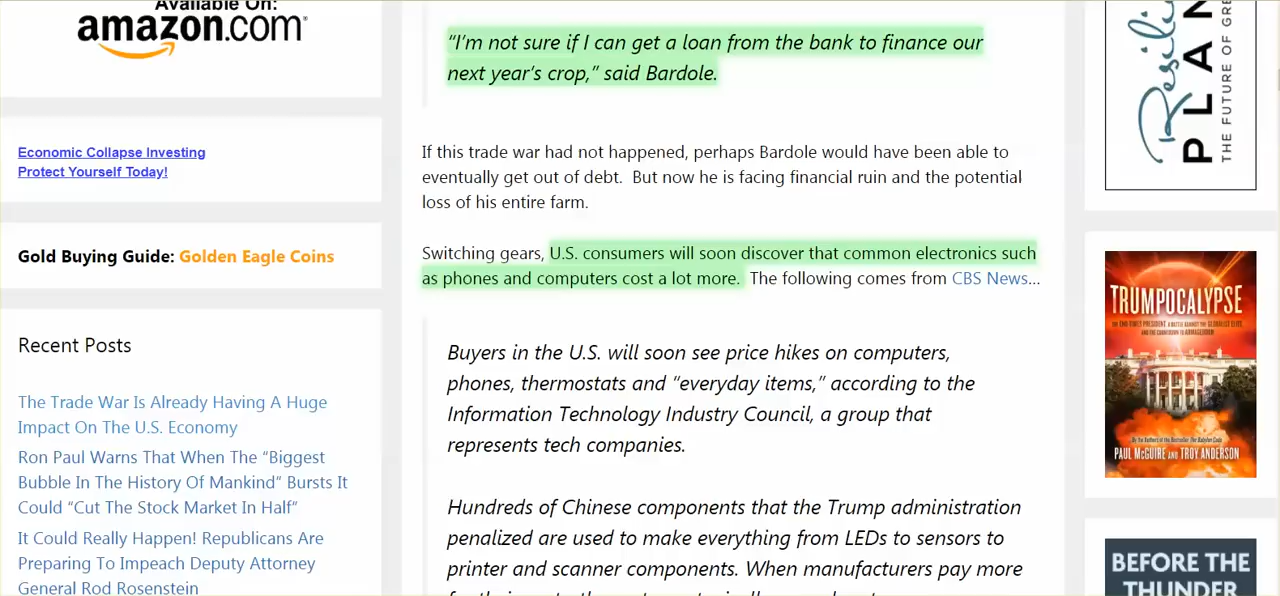 Available On:
amazon.com
Economic Collapse Investing
Protect Yourself Today!
Gold Buying Guide: Golden Eagle Coins
Recent Posts
The Trade War Is Already Having A Huge
Impact On The U.S. Economy
Ron Paul Warns That When The “Biggest
Bubble In The History Of Mankind” Bursts It
Could “Cut The Stock Market In Half”
It Could Really Happen! Republicans Are
Preparing To Impeach Deputy Attorney
General Rod Rosenstein
“I’m not sure if I can get a loan from the bank to finance our
next year’s crop,” said Bardole.
If this trade war had not happened, perhaps Bardole would have been able to
eventually get out of debt.  But now he is facing financial ruin and the potential
loss of his entire farm.
Switching gears, U.S. consumers will soon discover that common electronics such
as phones and computers cost a lot more.  The following comes from CBS News…
Buyers in the U.S. will soon see price hikes on computers,
phones, thermostats and “everyday items,” according to the
Information Technology Industry Council, a group that
represents tech companies.
Hundreds of Chinese components that the Trump administration
penalized are used to make everything from LEDs to sensors to
printer and scanner components. When manufacturers pay more
PLAN
THE FUTURE OF GRE
TRUMPOCALYPSE
PAUL McGUIRE AND TROY ANDERSON
BEFORE THE
THUNDER